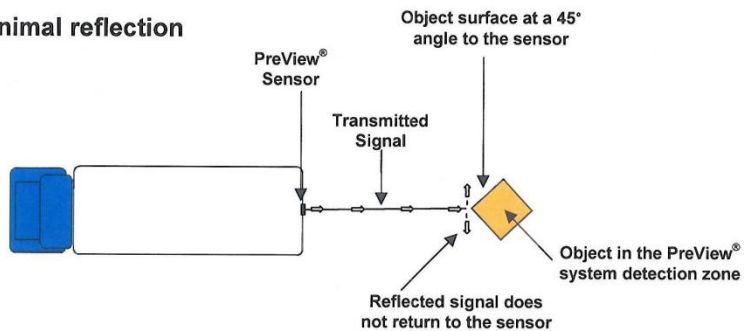 nimal reflection
Object surface at a 45°
angle to the sensor
PreView®
Sensor
Transmitted
Signal
Object in the PreView®
system detection zone
Reflected signal does
not return to the sensor